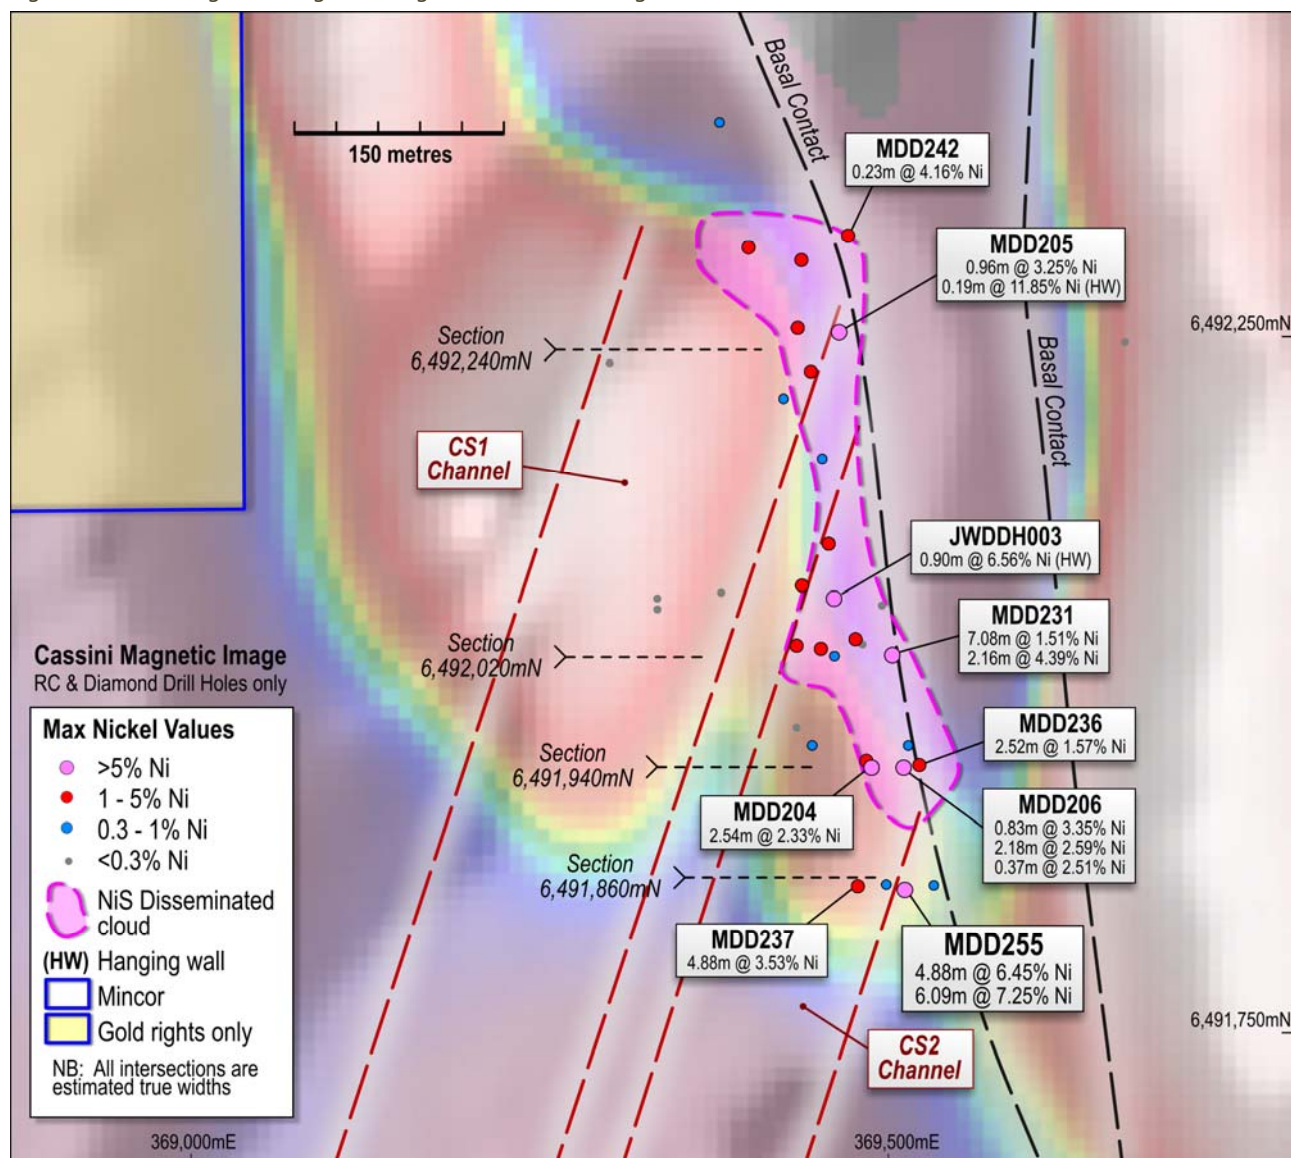 Basal Contact
150 metres
MDD242
0.23m @ 4.16% Ni
MDD205
0.96m @ 3.25% Ni
0.19m @ 11.85% Ni (HW)
6,492,250mN
Section
6,492,240mN
Basal Contact
CS1
Channel
JWDDH003
0.90m @ 6.56% Ni (HW)
MDD231
7.08m @ 1.51% Ni
2.16m @ 4.39% Ni
Section
6,492,020mN
Cassini Magnetic Image
RC & Diamond Drill Holes only
Max Nickel Values
>5% Ni
1 - 5% Ni
0.3 - 1% Ni
<0.3% Ni
NiS Disseminated
cloud
(HW) Hanging wall
Mincor
Gold rights only
NB: All intersections are
estimated true widths
MDD236
2.52m @ 1.57% Ni
Section
6,491,940mN
MDD204
2.54m @ 2.33% Ni
MDD206
0.83m @ 3.35% Ni
2.18m @ 2.59% Ni
0.37m @ 2.51% Ni
Section
6,491,860mN
MDD237
4.88m @ 3.53% Ni
MDD255
4.88m @ 6.45% Ni
6.09m @ 7.25% Ni
6,491,750mN
CS2
Channel
369,000mE
369,500mE